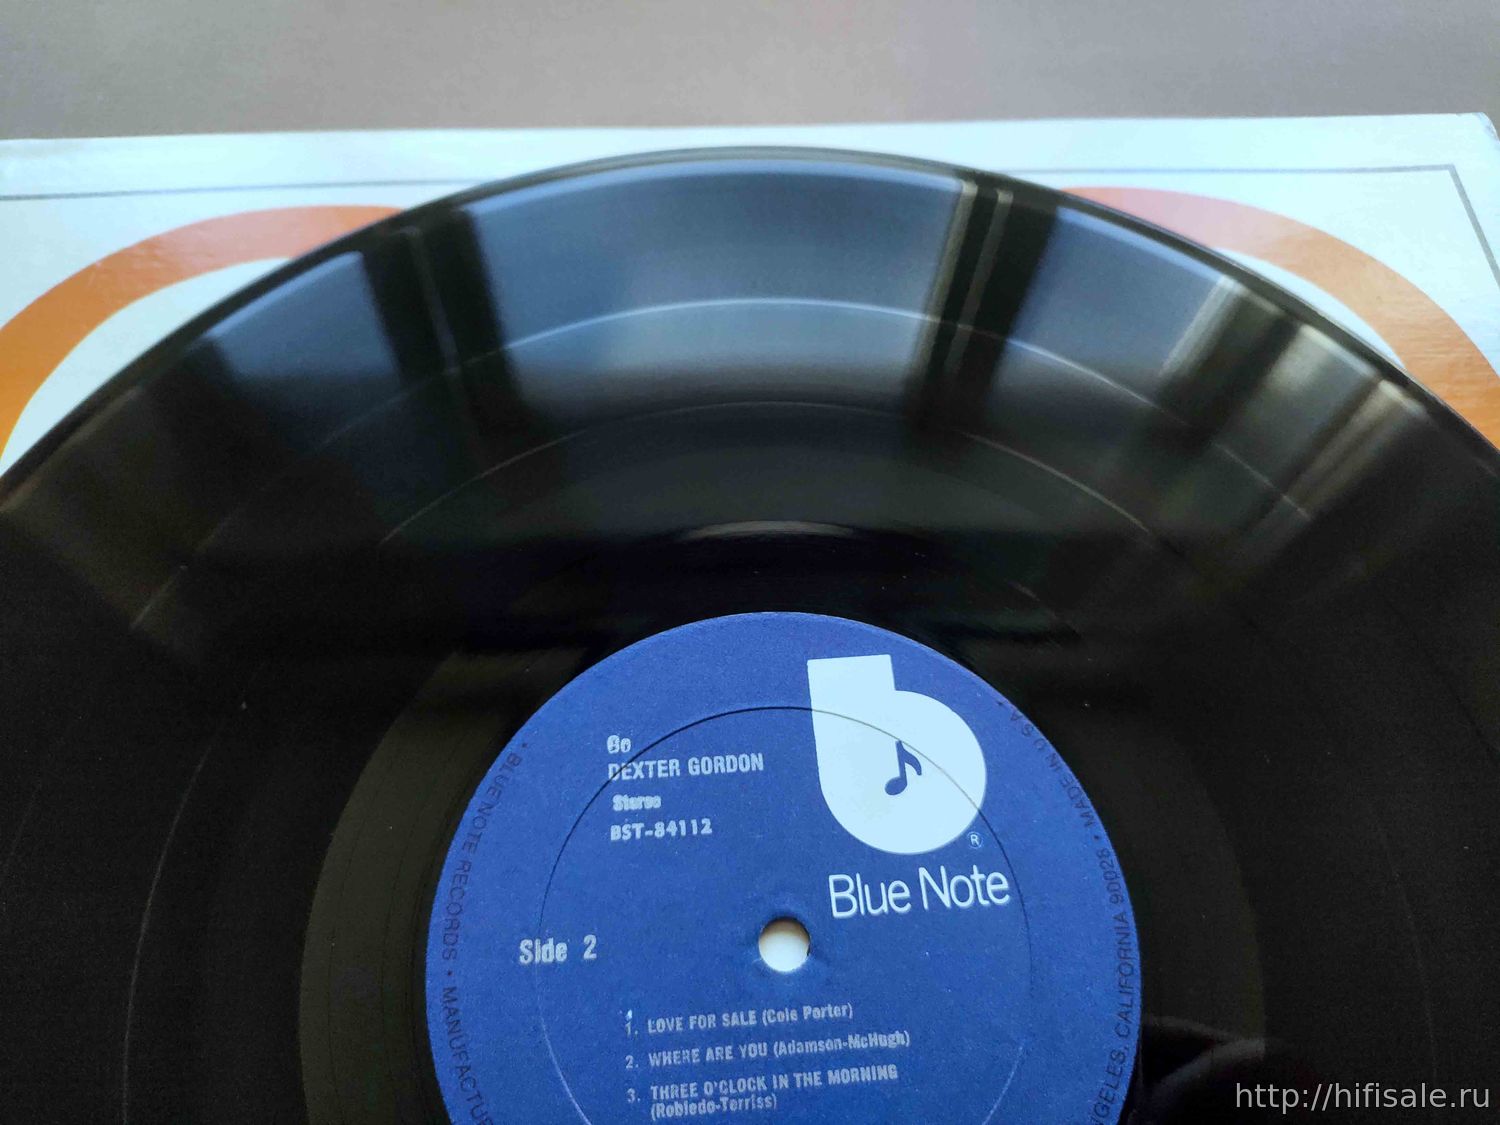 Go
DEXTER GORDON
Stereo
BST-84112
®
Blue Note
Side 2
1. LOVE FOR SALE (Cole Porter)
2. WHERE ARE YOU (Adamson-McHugh)
3. THREE O'CLOCK IN THE MORNING
(Robledo-Terriss)
• BLUE NOTE RECORDS • MANUFACTUR
ANGELES, CALIFORNIA 90028 • MADE IN U.S.A. •
http://hifisale.ru